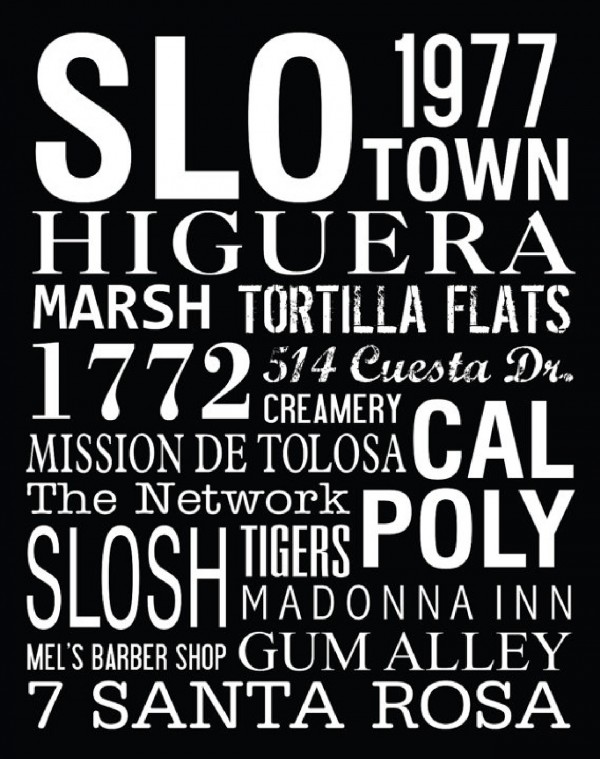 SLO 1977
TOWN
HIGUERA
MARSH TORTILLA FLATS
1772 514 Cuesta Dr.
CREAMERY
MISSION DE TOLOSA CAL
The Network POLY
SLOSH TIGERS
MADONNA INN
MEL'S BARBER SHOP GUM ALLEY
7 SANTA ROSA